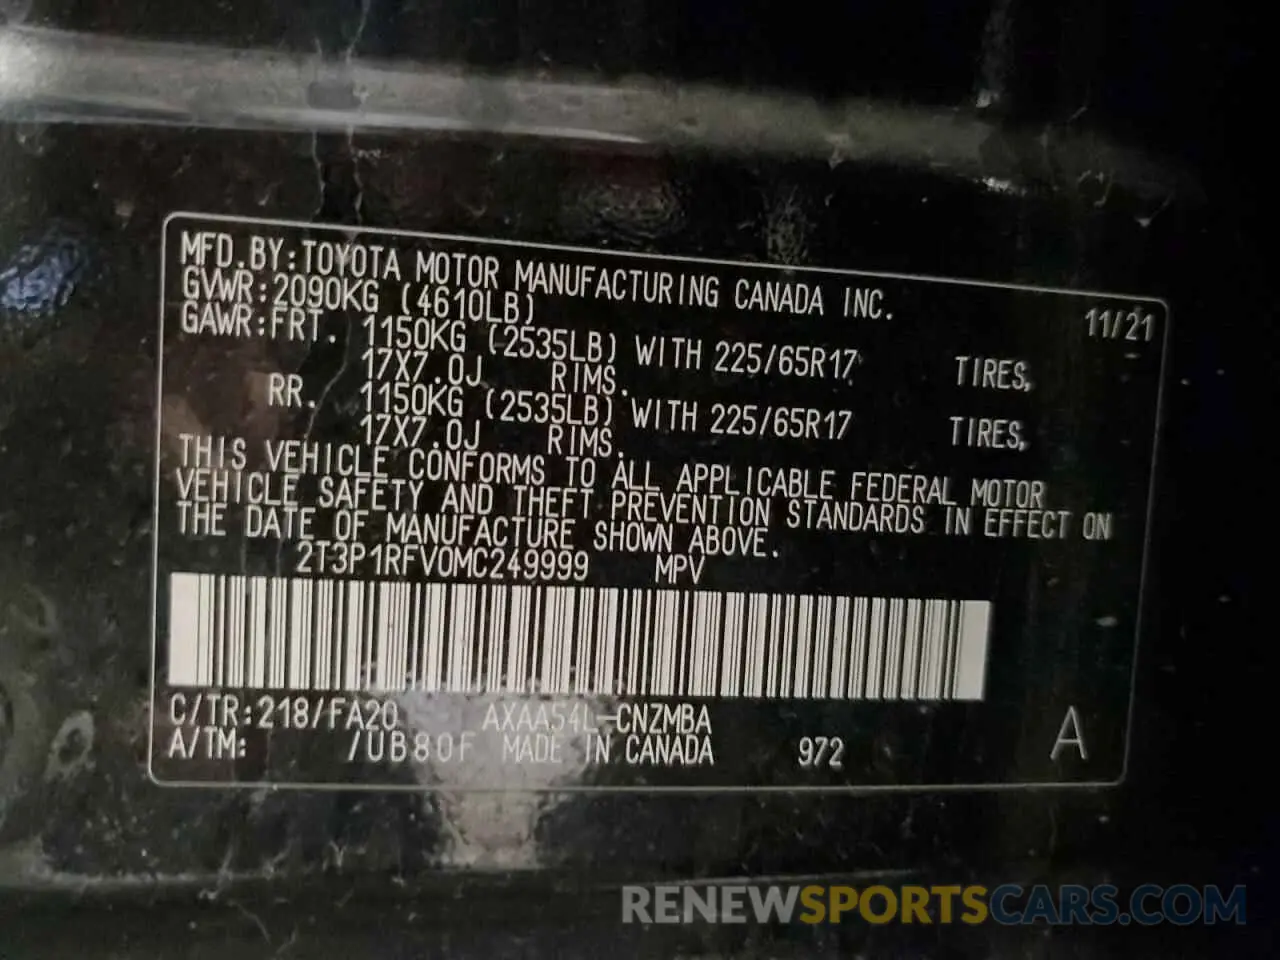 MFD.BY:TOYOTA MOTOR MANUFACTURING CANADA INC. 11/21
GVWR:2090KG (4610LB)
GAWR:FRT. 1150KG (2535LB) WITH 225/65R17 TIRES,
17X7.0J RIMS.
RR. 1150KG (2535LB) WITH 225/65R17 TIRES,
17X7.0J RIMS.
THIS VEHICLE CONFORMS TO ALL APPLICABLE FEDERAL MOTOR
VEHICLE SAFETY AND THEFT PREVENTION STANDARDS IN EFFECT ON
THE DATE OF MANUFACTURE SHOWN ABOVE.
2T3P1RFV0MC249999 MPV
C/TR:218/FA20 AXAA54L-CNZMBA
A/TM: /UB80F MADE IN CANADA 972 A
RENEWSPORTSCARS.COM